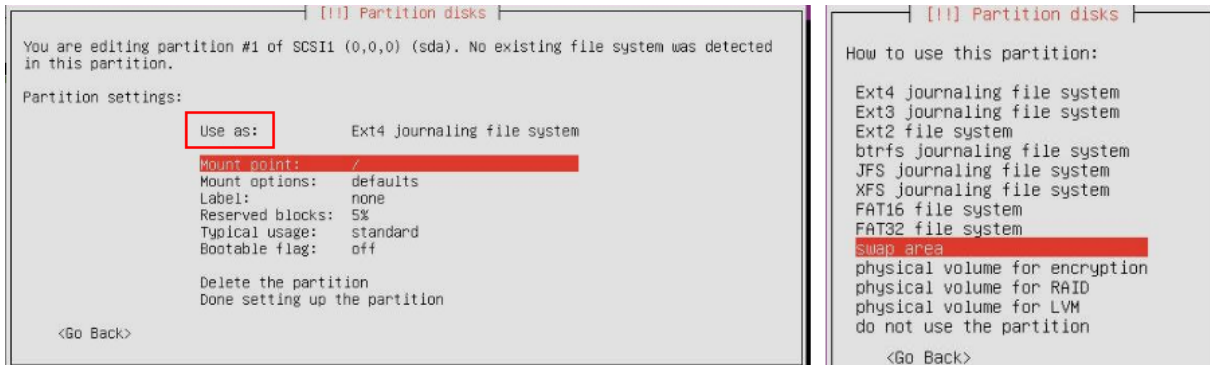 [!!] Partition disks
You are editing partition #1 of SCSI1 (0,0,0) (sda). No existing file system was detected
in this partition.
Partition settings:
Use as: Ext4 journaling file system
Mount point: /
Mount options: defaults
Label: none
Reserved blocks: 5%
Typical usage: standard
Bootable flag: off
Delete the partition
Done setting up the partition
<Go Back>
[!!] Partition disks
How to use this partition:
Ext4 journaling file system
Ext3 journaling file system
Ext2 file system
btrfs journaling file system
JFS journaling file system
XFS journaling file system
FAT16 file system
FAT32 file system
swap area
physical volume for encryption
physical volume for RAID
physical volume for LVM
do not use the partition
<Go Back>